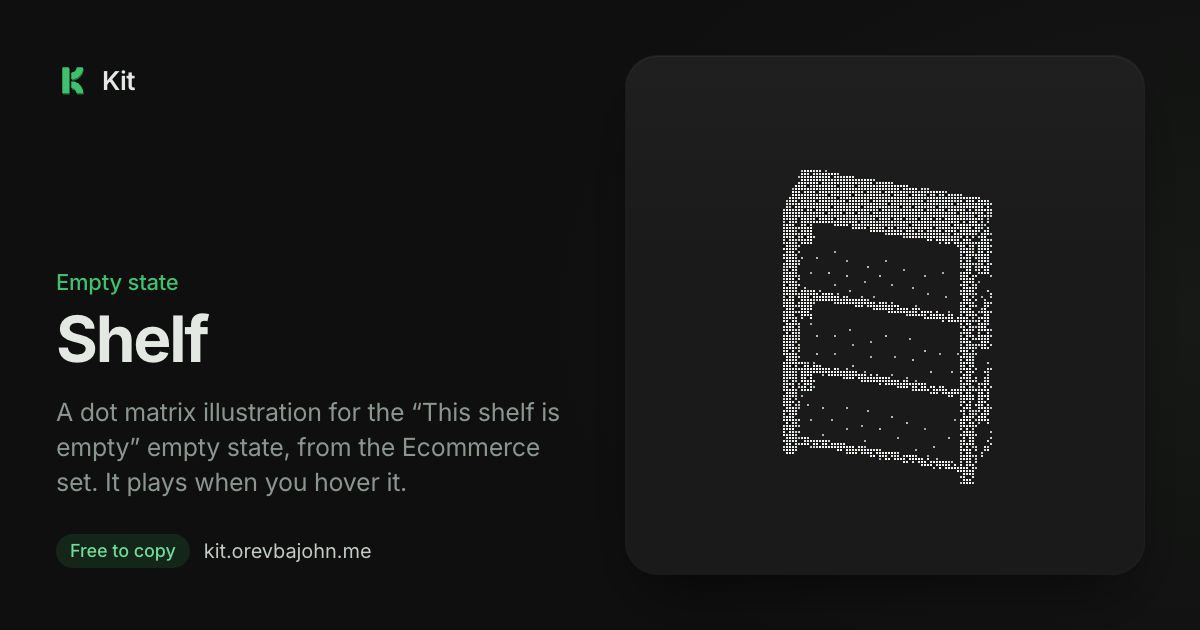 Kit
Empty state
Shelf
A dot matrix illustration for the “This shelf is
empty” empty state, from the Ecommerce
set. It plays when you hover it.
Free to copy
kit.orevbajohn.me